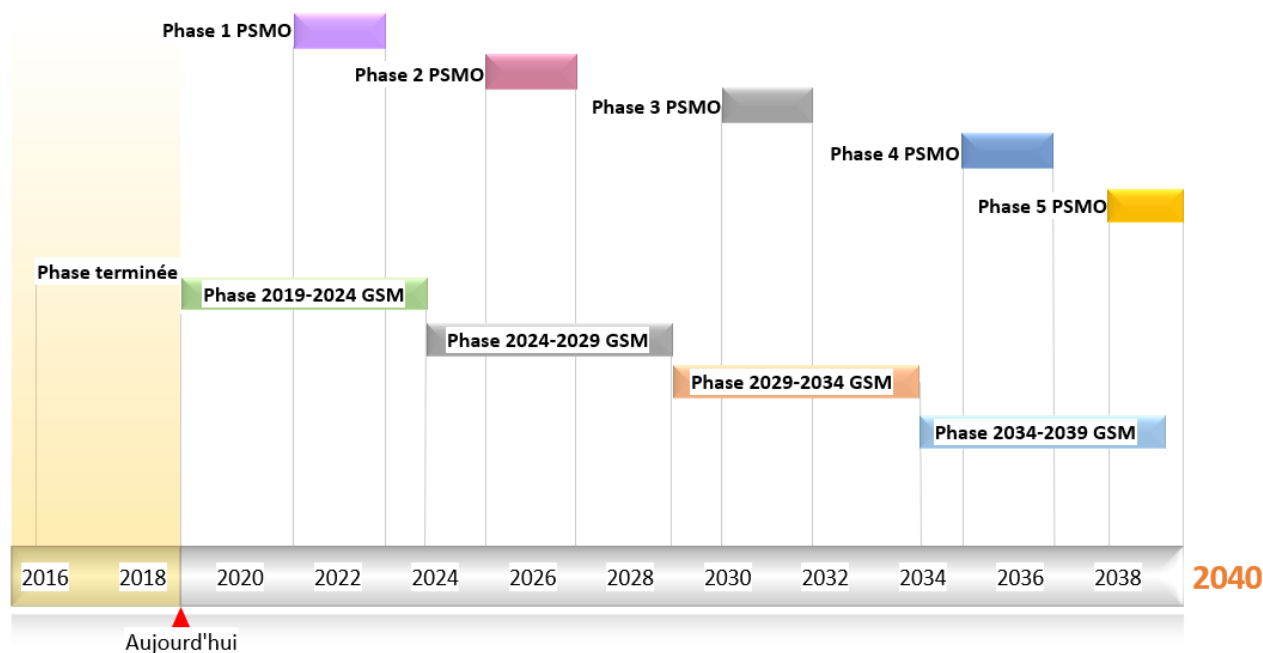 Phase 1 PSMO
Phase 2 PSMO
Phase 3 PSMO
Phase 4 PSMO
Phase 5 PSMO
Phase terminée
Phase 2019-2024 GSM
Phase 2024-2029 GSM
Phase 2029-2034 GSM
Phase 2034-2039 GSM
2016 2018 2020 2022 2024 2026 2028 2030 2032 2034 2036 2038 2040
Aujourd'hui